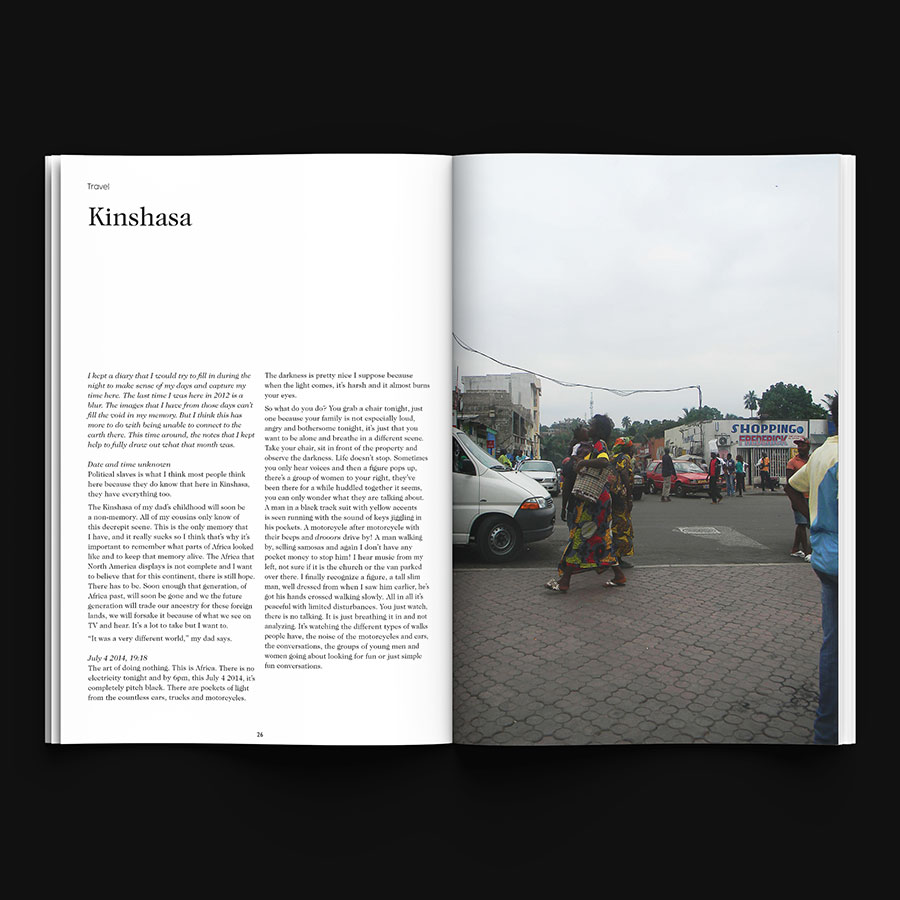 Travel
Kinshasa
I kept a diary that I would try to fill in during the
night to make sense of my days and capture my
time here. The last time I was here in 2012 is a
blur. The images that I have from those days can't
fill the void in my memory. But I think this has
more to do with being unable to connect to the
earth there. This time around, the notes that I kept
help to fully draw out what that month was.
Date and time unknown
Political slaves is what I think most people think
here because they do know that here in Kinshasa,
they have everything too.
The Kinshasa of my dad's childhood will soon be
a non-memory. All of my cousins only know of
this decrepit scene. This is the only memory that
I have, and it really sucks so I think that's why it's
important to remember what parts of Africa looked
like and to keep that memory alive. The Africa that
North America displays is not complete and I want
to believe that for this continent, there is still hope.
There has to be. Soon enough that generation, of
Africa past, will soon be gone and we the future
generation will trade our ancestry for these foreign
lands, we will forsake it because of what we see on
TV and hear. It's a lot to take but I want to.
“It was a very different world,” my dad says.
July 4 2014, 19:18
The art of doing nothing. This is Africa. There is no
electricity tonight and by 6pm, this July 4 2014, it's
completely pitch black. There are pockets of light
from the countless cars, trucks and motorcycles.
The darkness is pretty nice I suppose because
when the light comes, it's harsh and it almost burns
your eyes.
So what do you do? You grab a chair tonight, just
one because your family is not especially loud,
angry and bothersome tonight, it's just that you
want to be alone and breathe in a different scene.
Take your chair, sit in front of the property and
observe the darkness. Life doesn't stop. Sometimes
you only hear voices and then a figure pops up,
there's a group of women to your right, they've
been there for a while huddled together it seems,
you can only wonder what they are talking about.
A man in a black track suit with yellow accents
is seen running with the sound of keys jiggling in
his pockets. A motorcycle after motorcycle with
their beeps and drooors drive by! A man walking
by, selling samosas and again I don't have any
pocket money to stop him! I hear music from my
left, not sure if it is the church or the van parked
over there. I finally recognize a figure, a tall slim
man, well dressed from when I saw him earlier, he's
got his hands crossed walking slowly. All in all it's
peaceful with limited disturbances. You just watch,
there is no talking. It is just breathing it in and not
analyzing. It's watching the different types of walks
people have, the noise of the motorcycles and cars,
the conversations, the groups of young men and
women going about looking for fun or just simple
fun conversations.
26
SHOPPING